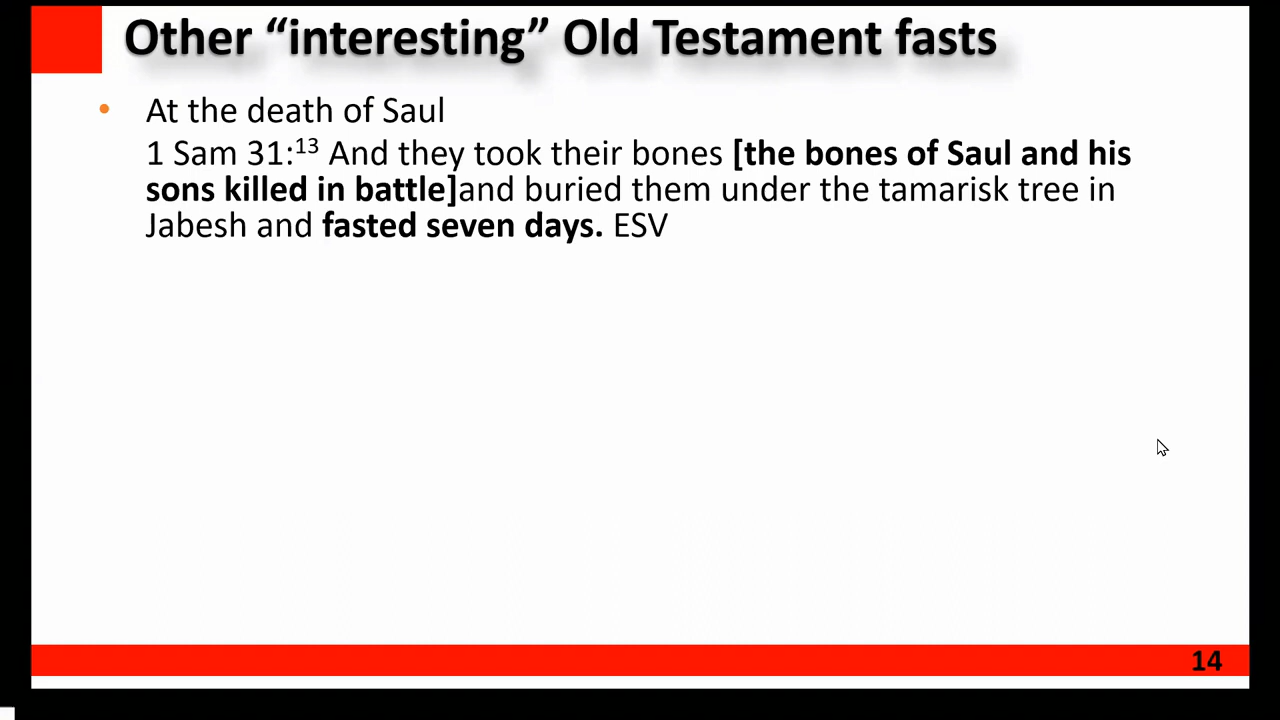 Other “interesting” Old Testament fasts
• At the death of Saul
1 Sam 31:¹³ And they took their bones [the bones of Saul and his
sons killed in battle]and buried them under the tamarisk tree in
Jabesh and fasted seven days. ESV
14